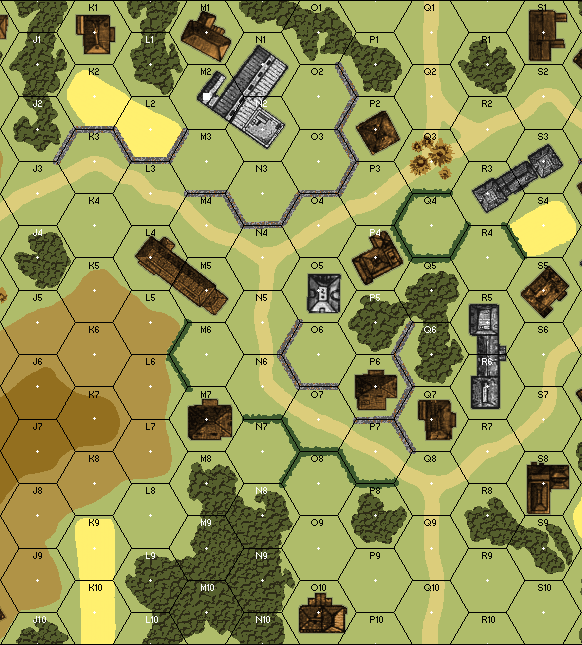 K1 M1 O1 Q1 S1
J1 L1 N1 P1 R1
K2 M2 O2 Q2 S2
J2 L2 N2 P2 R2
K3 M3 O3 Q3 S3
J3 L3 N3 P3 R3
K4 M4 O4 Q4 S4
J4 L4 N4 P4 R4
K5 M5 O5 Q5 S5
J5 L5 N5 P5 R5
K6 M6 O6 Q6 S6
J6 L6 N6 P6 R6
K7 M7 O7 Q7 S7
J7 L7 N7 P7 R7
K8 M8 O8 Q8 S8
J8 L8 N8 P8 R8
K9 M9 O9 Q9 S9
J9 L9 N9 P9 R9
K10 M10 O10 Q10 S10
J10 L10 N10 P10 R10